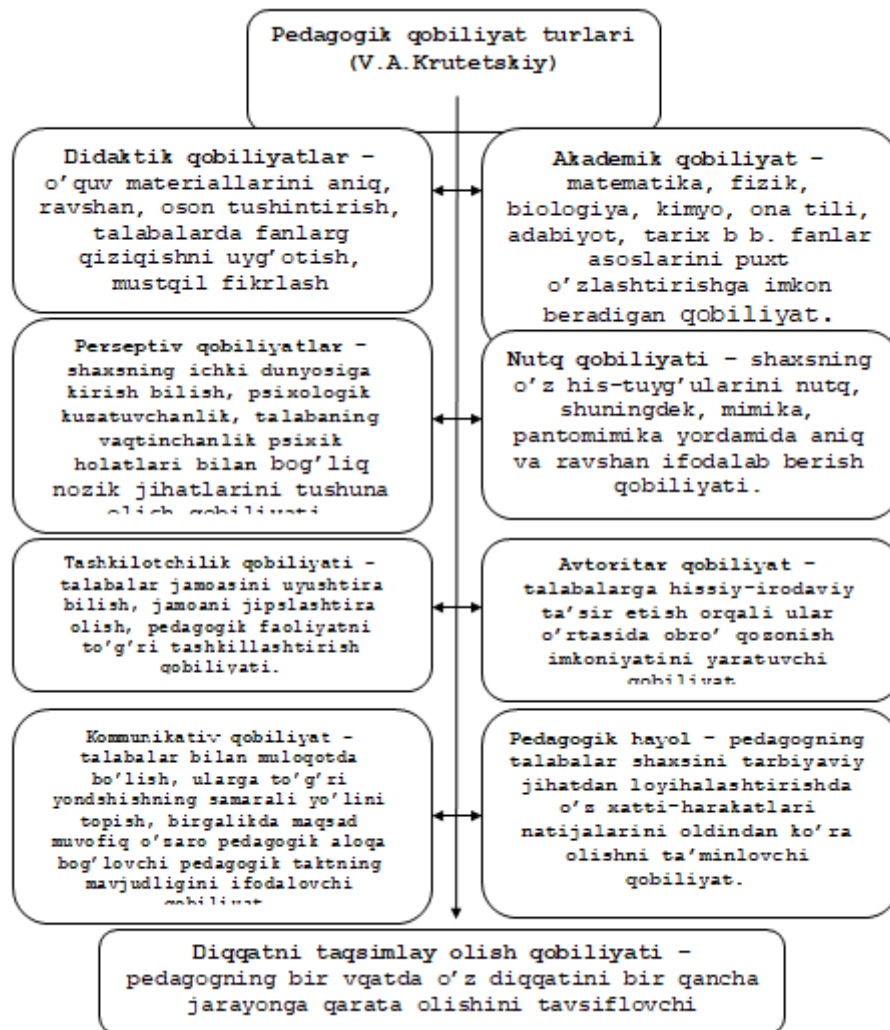 Pedagogik qobiliyat turlari
(V.A.Krutetskiy)
Didaktik qobiliyatlar –
o’quv materiallarini aniq,
ravshan, oson tushintirish,
talabalarda fanlarg
qiziqishni uyg’otish,
mustqil fikrlash
Akademik qobiliyat –
matematika, fizik,
biologiya, kimyo, ona tili,
adabiyot, tarix b b. fanlar
asoslarini puxt
o’zlashtirishga imkon
beradigan qobiliyat.
Perseptiv qobiliyatlar –
shaxsning ichki dunyosiga
kirish bilish, psixologik
kuzatuvchanlik, talabaning
vaqtinchanlik psixik
holatlari bilan bog’liq
nozik jihatlarini tushuna
olish qobiliyati
Nutq qobiliyati – shaxsning
o’z his-tuyg’ularini nutq,
shuningdek, mimika,
pantomimika yordamida aniq
va ravshan ifodalab berish
qobiliyati.
Tashkilotchilik qobiliyati –
talabalar jamoasini uyushtira
bilish, jamoani jipslashtira
olish, pedagogik faoliyatni
to’g’ri tashkillashtirish
qobiliyati.
Avtoritar qobiliyat –
talabalarga hissiy-irodaviy
ta’sir etish orqali ular
o’rtasida obro’ qozonish
imkoniyatini yaratuvchi
qobiliyat
Kommunikativ qobiliyat –
talabalar bilan muloqotda
bo’lish, ularga to’g’ri
yondshishning samarali yo’lini
topish, birgalikda maqsad
muvofiq o’zaro pedagogik aloqa
bog’lovchi pedagogik taktning
mavjudligini ifodalovchi
qobiliyat
Pedagogik hayol – pedagogning
talabalar shaxsini tarbiyaviy
jihatdan loyihalashtirishda
o’z xatti-harakatlari
natijalarini oldindan ko’ra
olishni ta’minlovchi
qobiliyat.
Diqqatni taqsimlay olish qobiliyati –
pedagogning bir vqatda o’z diqqatini bir qancha
jarayonga qarata olishini tavsiflovchi